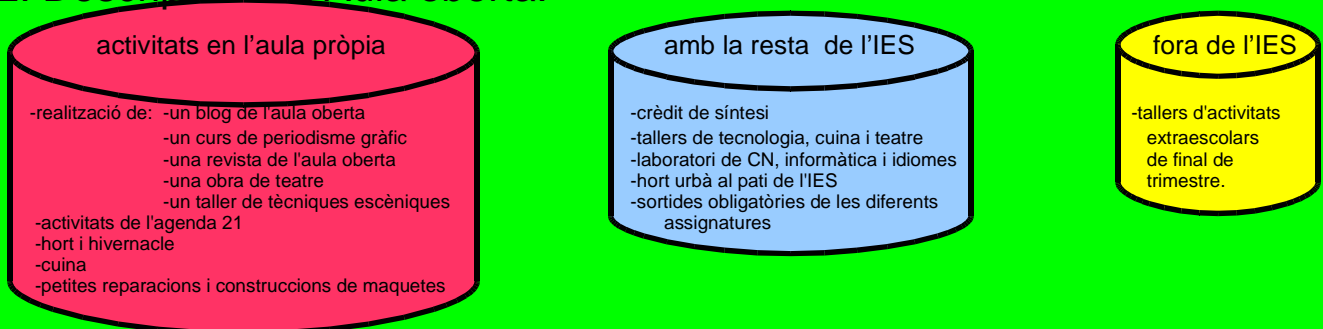 activitats en l’aula pròpia
-realització de: -un blog de l'aula oberta
-un curs de periodisme gràfic
-una revista de l'aula oberta
-una obra de teatre
-un taller de tècniques escèniques
-activitats de l'agenda 21
-hort i hivernacle
-cuina
-petites reparacions i construccions de maquetes
amb la resta de l’IES
-crèdit de síntesi
-tallers de tecnologia, cuina i teatre
-laboratori de CN, informàtica i idiomes
-hort urbà al pati de l'IES
-sortides obligatòries de les diferents
assignatures
fora de l’IES
-tallers d'activitats
extraescolars
de final de
trimestre.